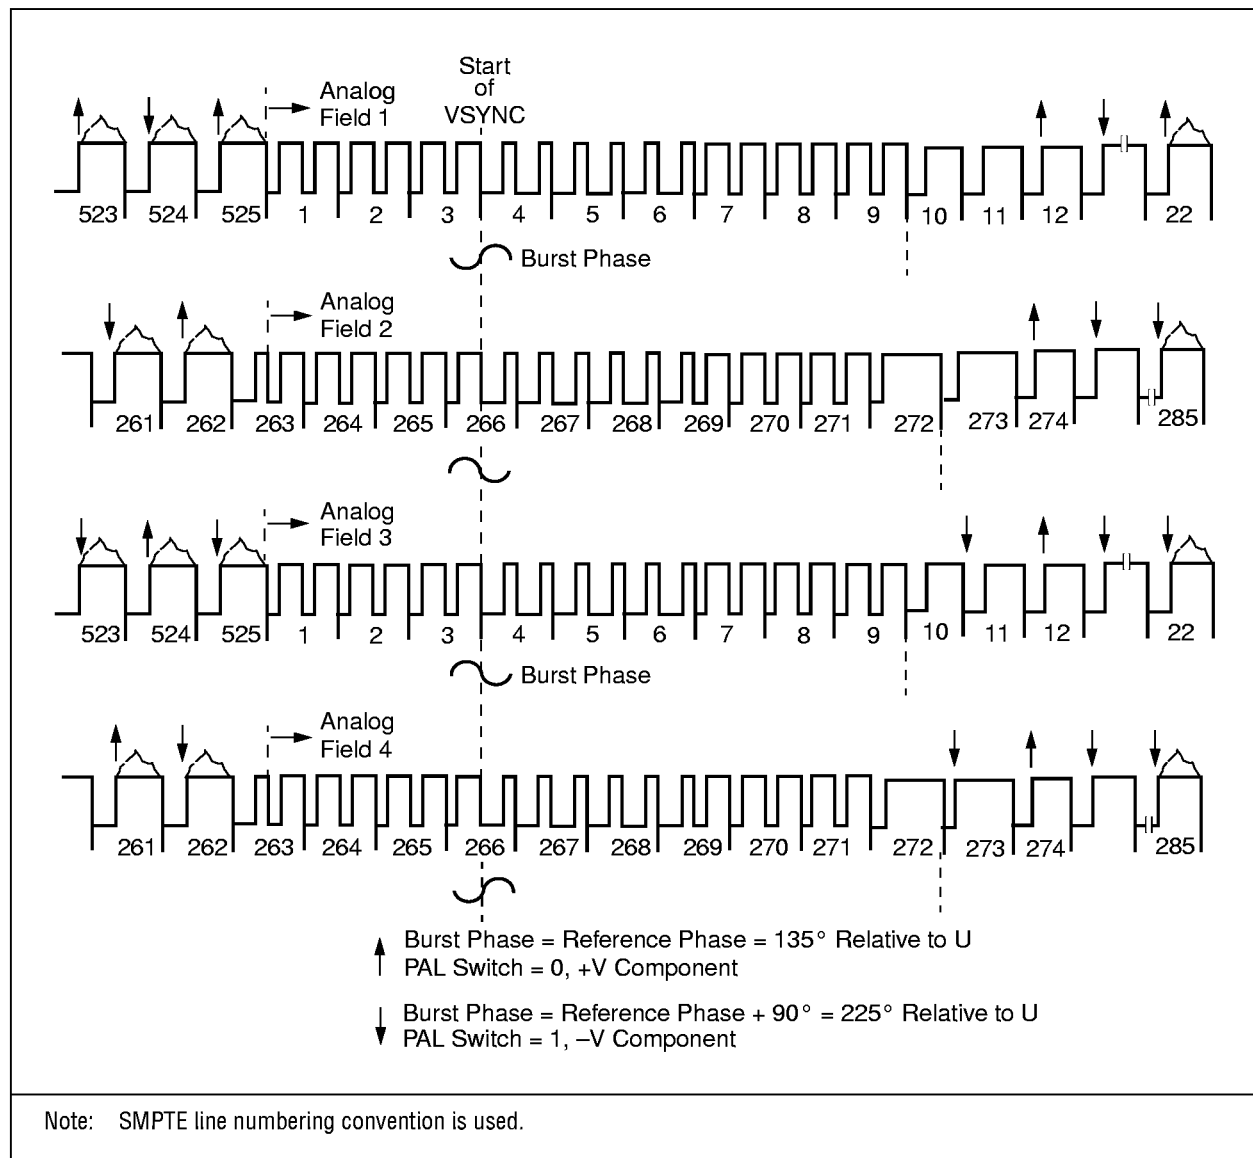 Start
of
VSYNC
Analog
Field 1
523 524 525 1 2 3 4 5 6 7 8 9 10 11 12 22
Burst Phase
Analog
Field 2
261 262 263 264 265 266 267 268 269 270 271 272 273 274 285
Analog
Field 3
523 524 525 1 2 3 4 5 6 7 8 9 10 11 12 22
Burst Phase
Analog
Field 4
261 262 263 264 265 266 267 268 269 270 271 272 273 274 285
Burst Phase = Reference Phase = 135° Relative to U
PAL Switch = 0, +V Component
Burst Phase = Reference Phase + 90° = 225° Relative to U
PAL Switch = 1, –V Component
Note: SMPTE line numbering convention is used.